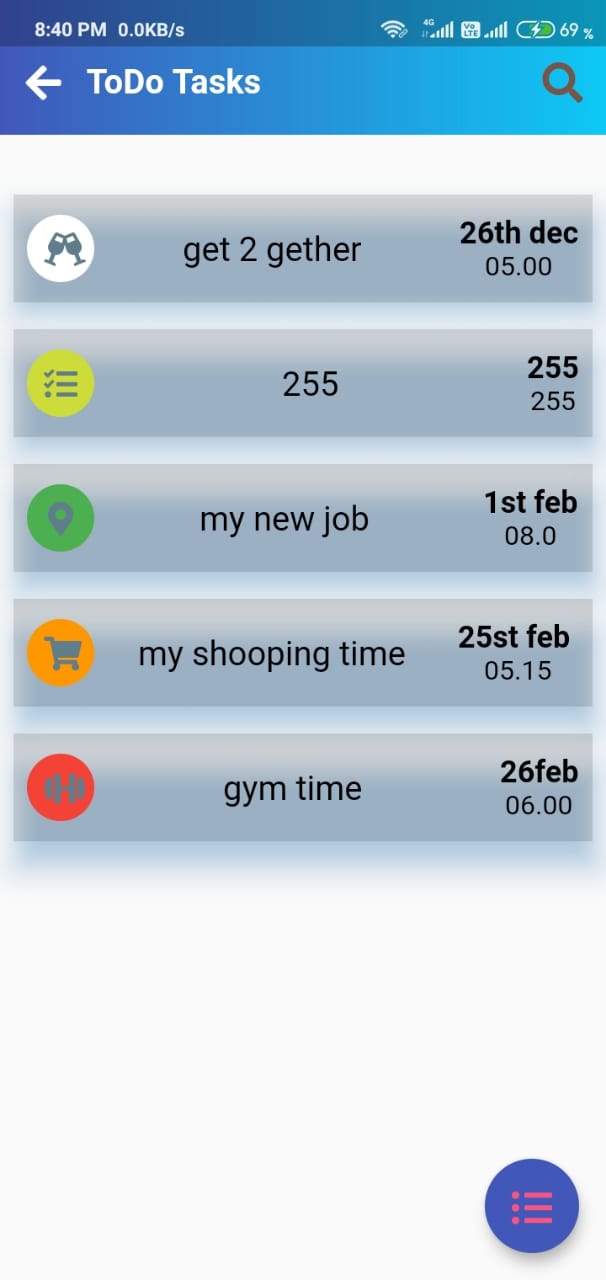 8:40 PM 0.0KB/s 4G Vo LTE 69 %
ToDo Tasks
get 2 gether
26th dec
05.00
255
255
255
my new job
1st feb
08.0
my shooping time
25st feb
05.15
gym time
26feb
06.00